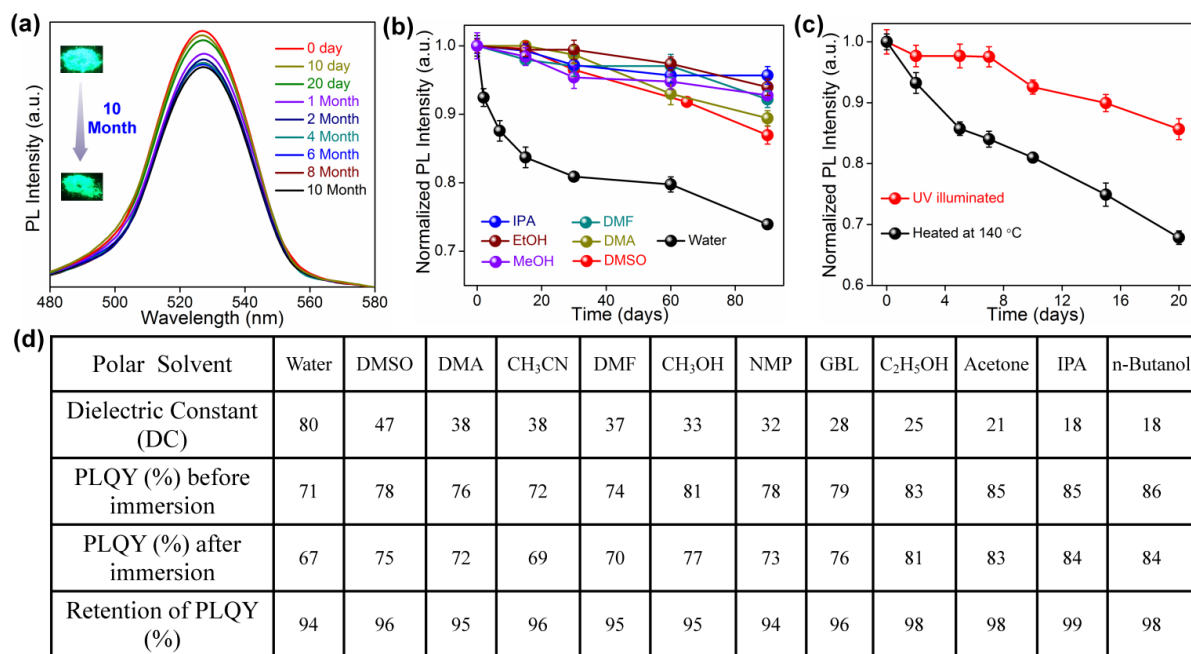 (a)
PL Intensity (a.u.)
10
Month
0 day
10 day
20 day
1 Month
2 Month
4 Month
6 Month
8 Month
10 Month
480 500 520 540 560 580
Wavelength (nm)
(b)
Normalized PL Intensity (a.u.)
1.0
0.9
0.8
0.7
IPA DMF
EtOH DMA Water
MeOH DMSO
0 20 40 60 80
Time (days)
(c)
Normalized PL Intensity (a.u.)
1.0
0.9
0.8
0.7
0.6
UV illuminated
Heated at 140 °C
0 4 8 12 16 20
Time (days)
(d)
Polar Solvent Water DMSO DMA CH₃CN DMF CH₃OH NMP GBL C₂H₅OH Acetone IPA n-Butanol
Dielectric Constant
(DC) 80 47 38 38 37 33 32 28 25 21 18 18
PLQY (%) before
immersion 71 78 76 72 74 81 78 79 83 85 85 86
PLQY (%) after
immersion 67 75 72 69 70 77 73 76 81 83 84 84
Retention of PLQY
(%) 94 96 95 96 95 95 94 96 98 98 99 98